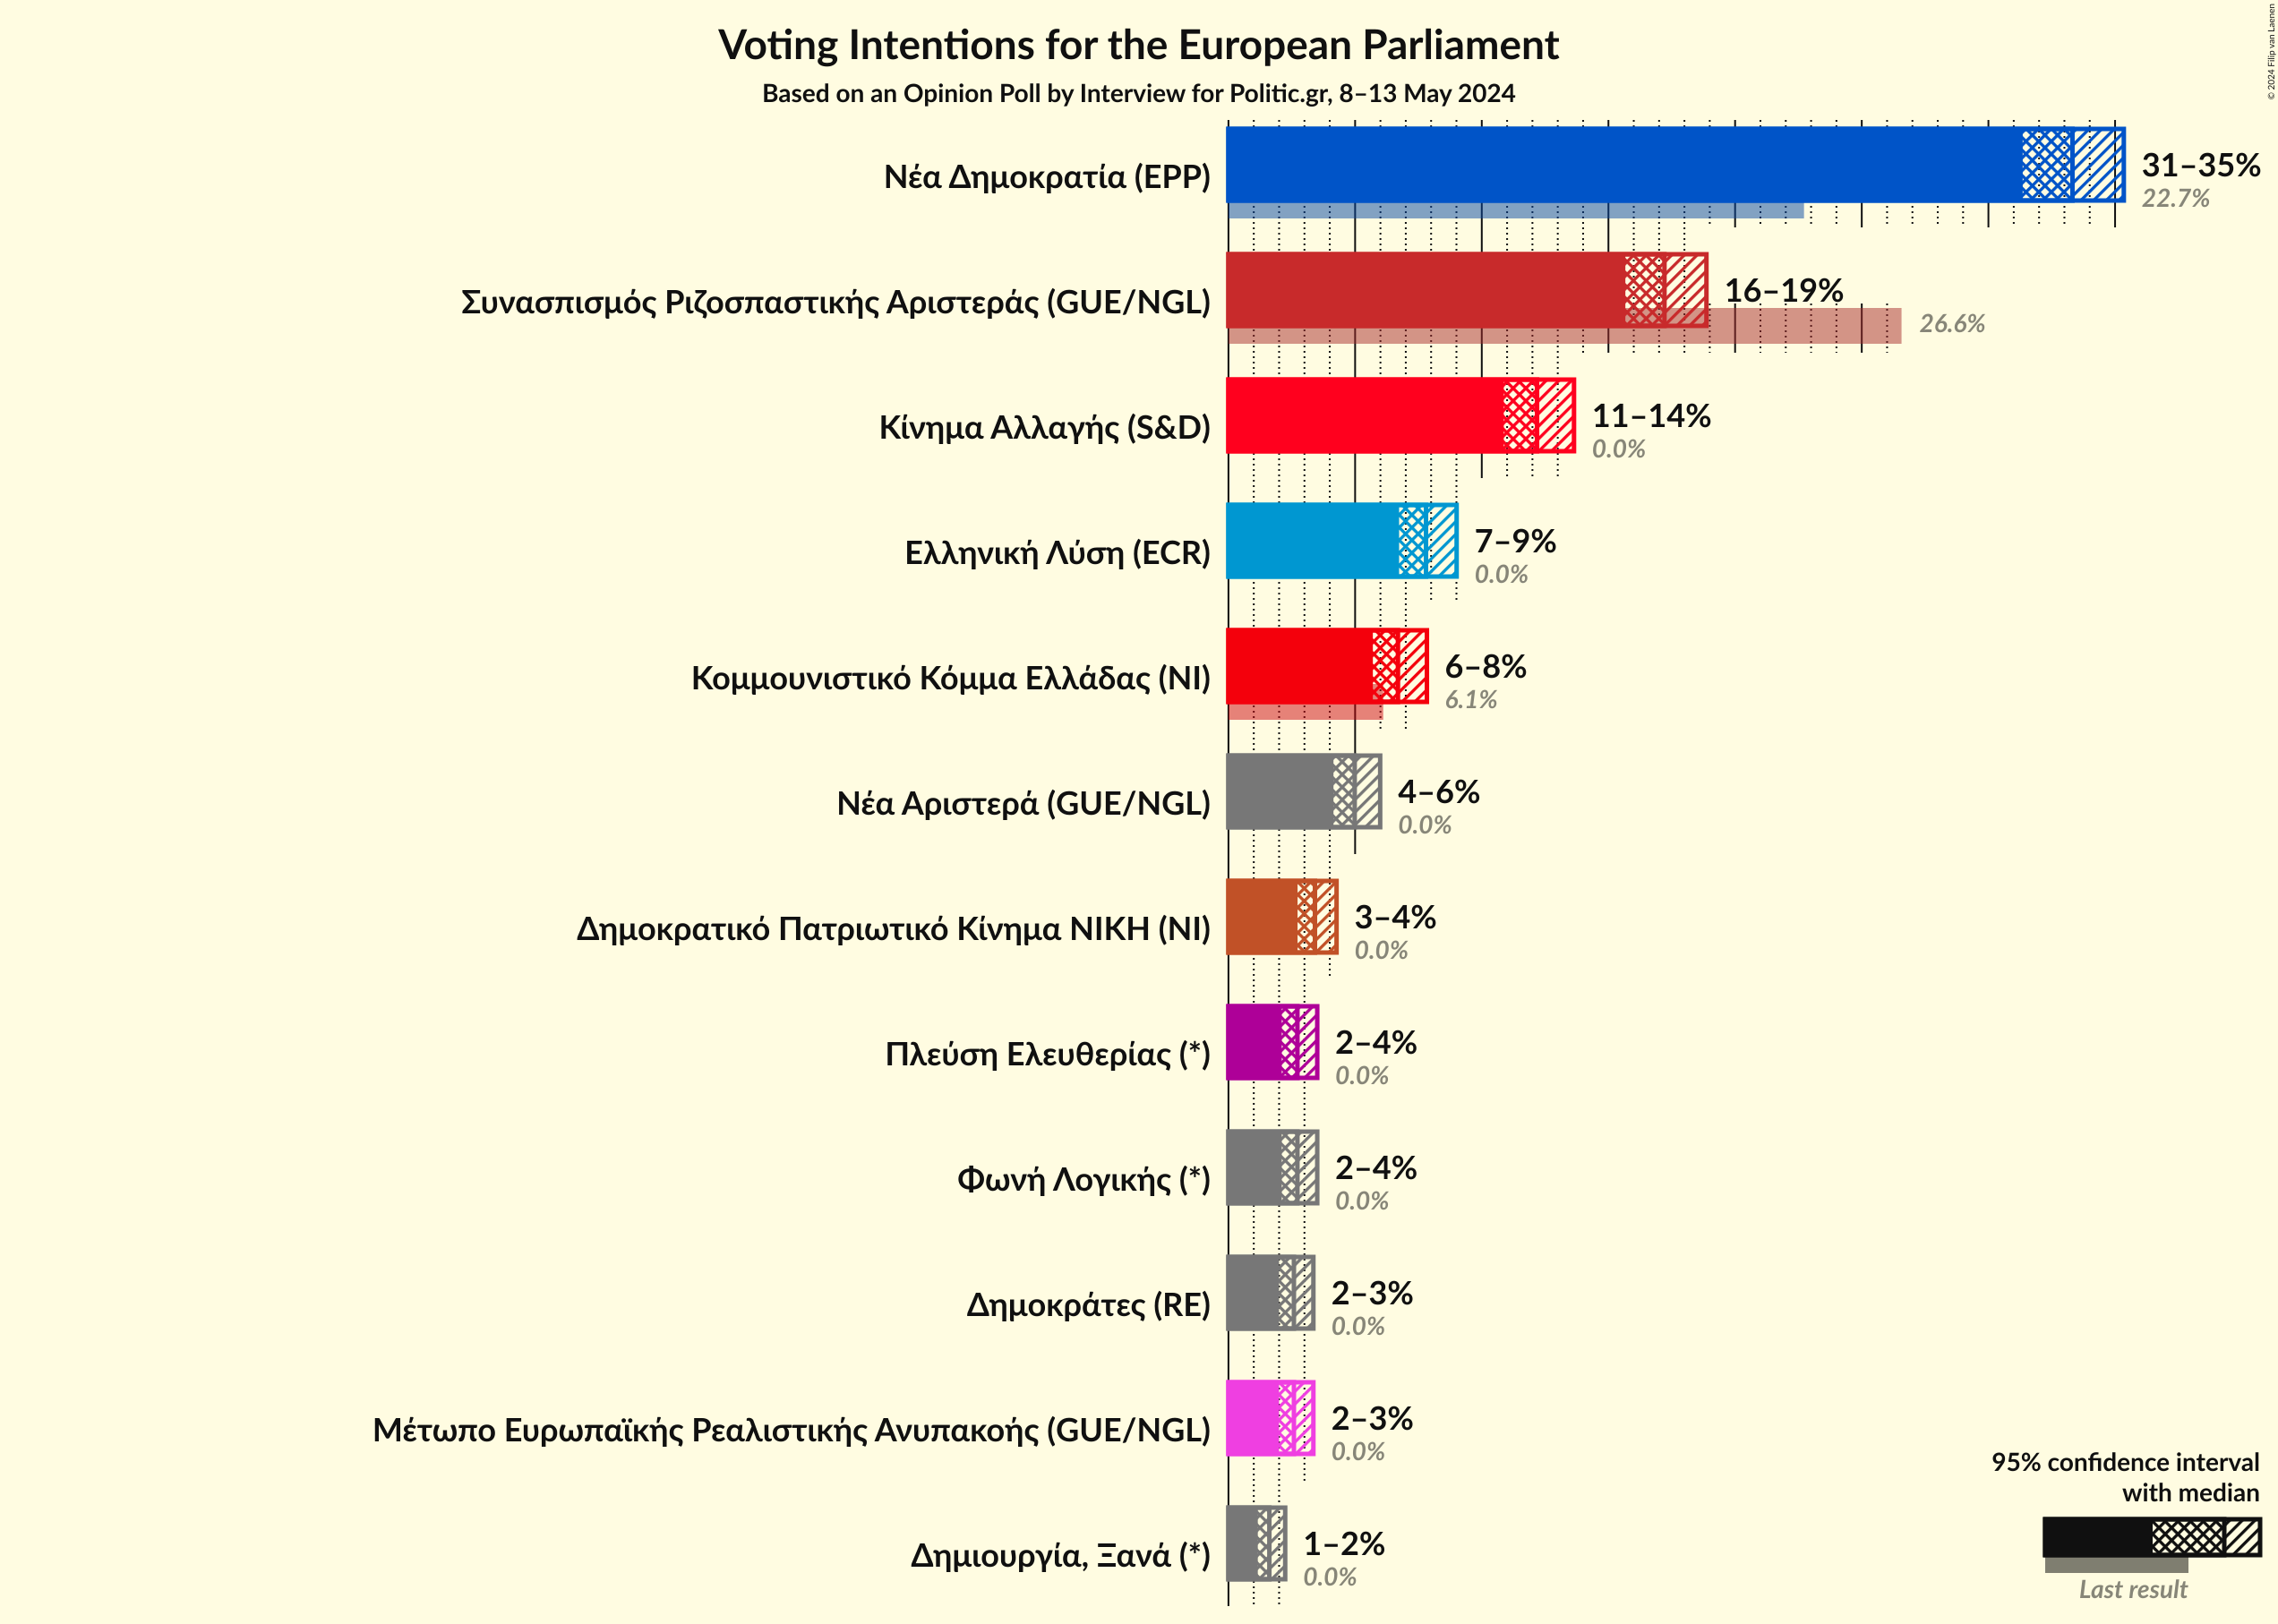 Voting Intentions for the European Parliament
Based on an Opinion Poll by Interview for Politic.gr, 8–13 May 2024
© 2024 Filip van Laenen
Νέα Δημοκρατία (EPP)
31–35%
22.7%
Συνασπισμός Ριζοσπαστικής Αριστεράς (GUE/NGL)
16–19%
26.6%
Κίνημα Αλλαγής (S&D)
11–14%
0.0%
Ελληνική Λύση (ECR)
7–9%
0.0%
Κομμουνιστικό Κόμμα Ελλάδας (NI)
6–8%
6.1%
Νέα Αριστερά (GUE/NGL)
4–6%
0.0%
Δημοκρατικό Πατριωτικό Κίνημα ΝΙΚΗ (NI)
3–4%
0.0%
Πλεύση Ελευθερίας (*)
2–4%
0.0%
Φωνή Λογικής (*)
2–4%
0.0%
Δημοκράτες (RE)
2–3%
0.0%
Μέτωπο Ευρωπαϊκής Ρεαλιστικής Ανυπακοής (GUE/NGL)
2–3%
0.0%
Δημιουργία, Ξανά (*)
1–2%
0.0%
95% confidence interval
with median
Last result